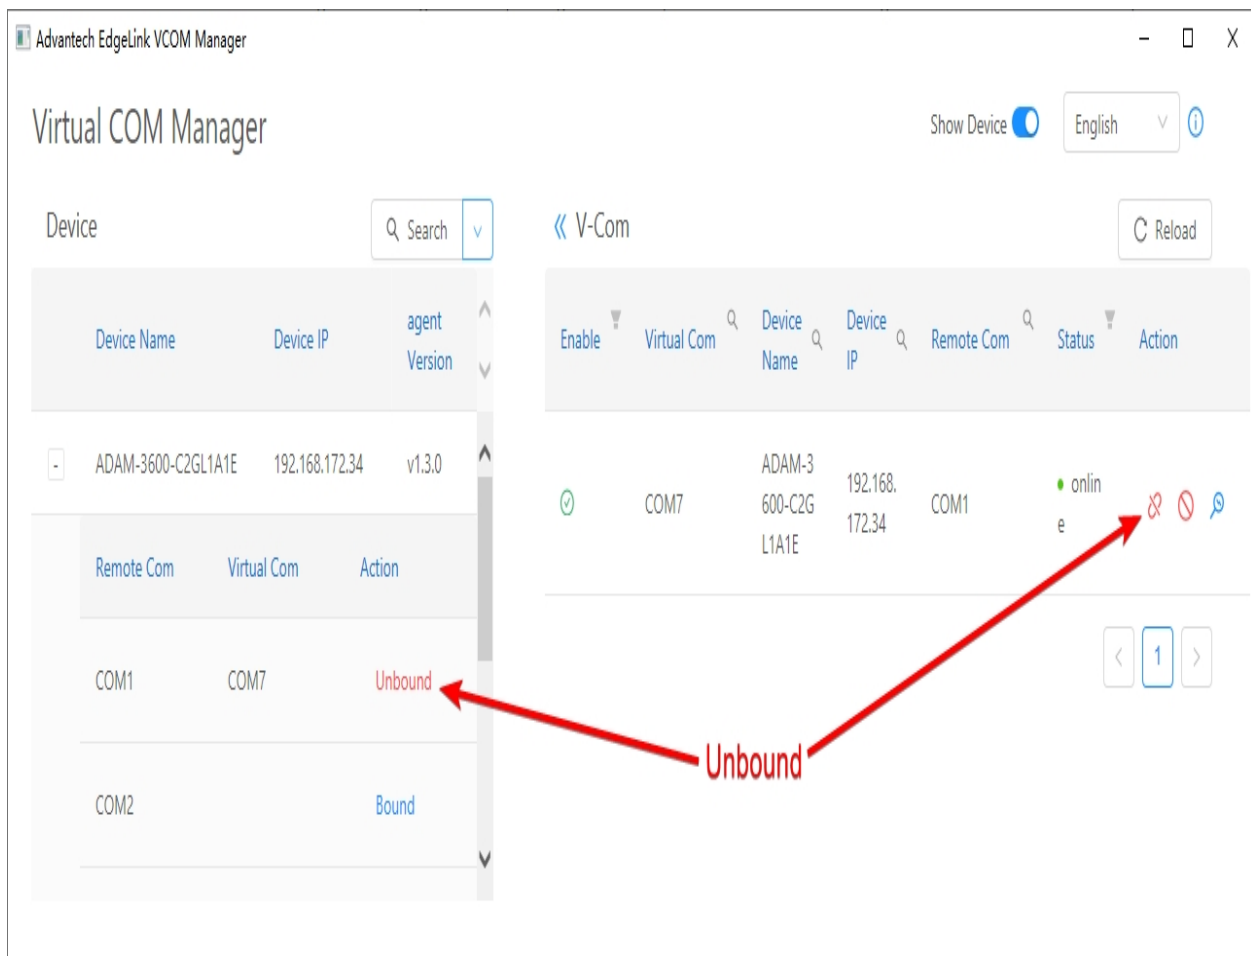 Advantech EdgeLink VCOM Manager
Virtual COM Manager
Show Device
English
Device
Search
V-Com
Reload
Device Name
Device IP
agent
Version
ADAM-3600-C2GL1A1E
192.168.172.34
v1.3.0
Remote Com
Virtual Com
Action
COM1
COM7
Unbound
COM2
Bound
Enable
Virtual Com
Device
Name
Device
IP
Remote Com
Status
Action
COM7
ADAM-3
600-C2G
L1A1E
192.168.
172.34
COM1
onlin
e
1
Unbound